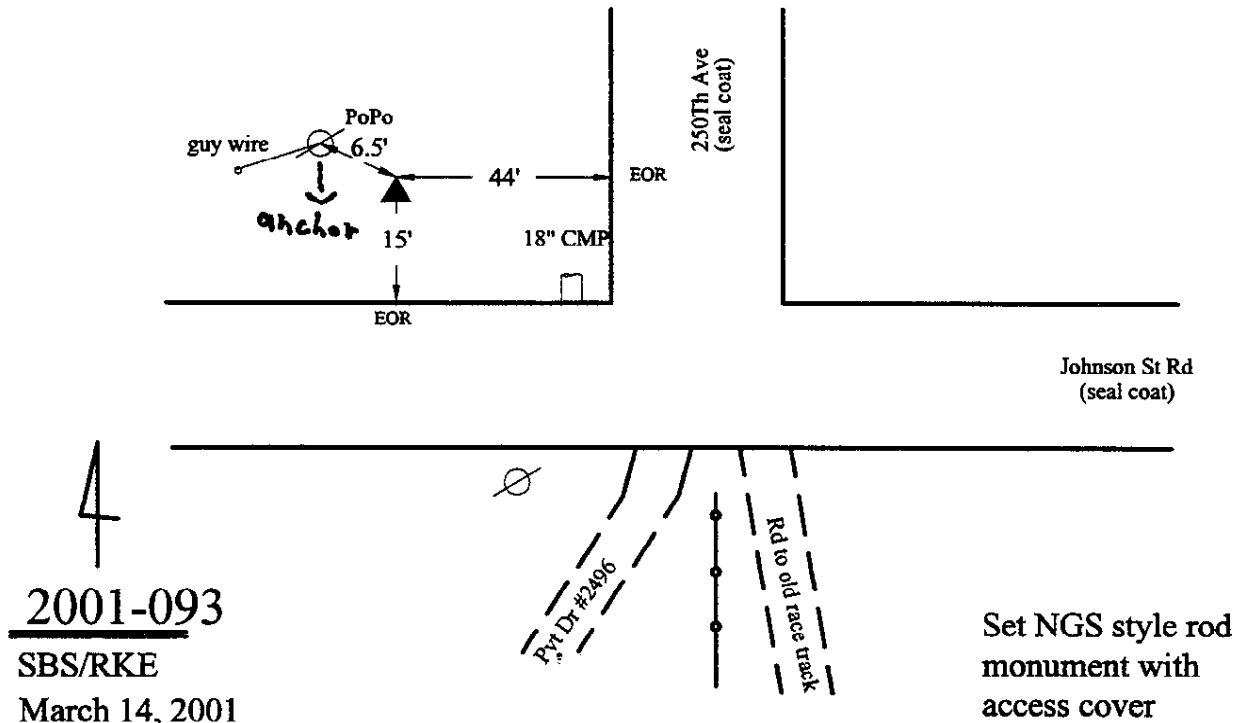 250Th Ave
(seal coat)
PoPo
guy wire
6.5'
44'
EOR
anchor
15'
18" CMP
EOR
Johnson St Rd
(seal coat)
Pvt Dr #2496
Rd to old race track
2001-093
SBS/RKE
March 14, 2001
Set NGS style rod
monument with
access cover